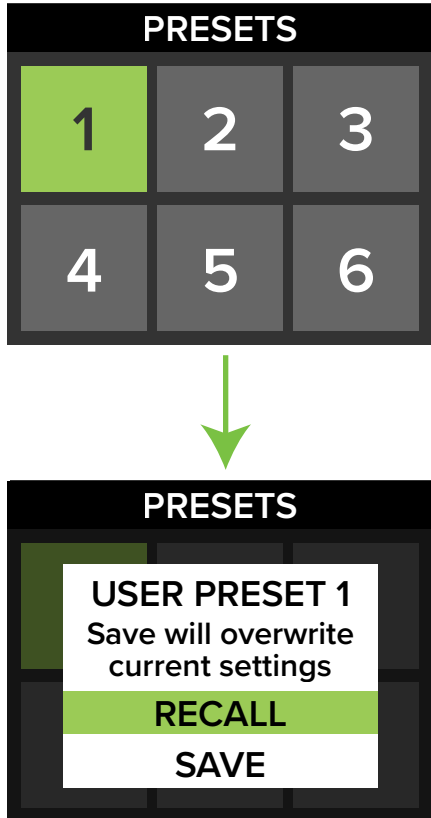 PRESETS
1 2 3
4 5 6
PRESETS
USER PRESET 1
Save will overwrite
current settings
RECALL
SAVE